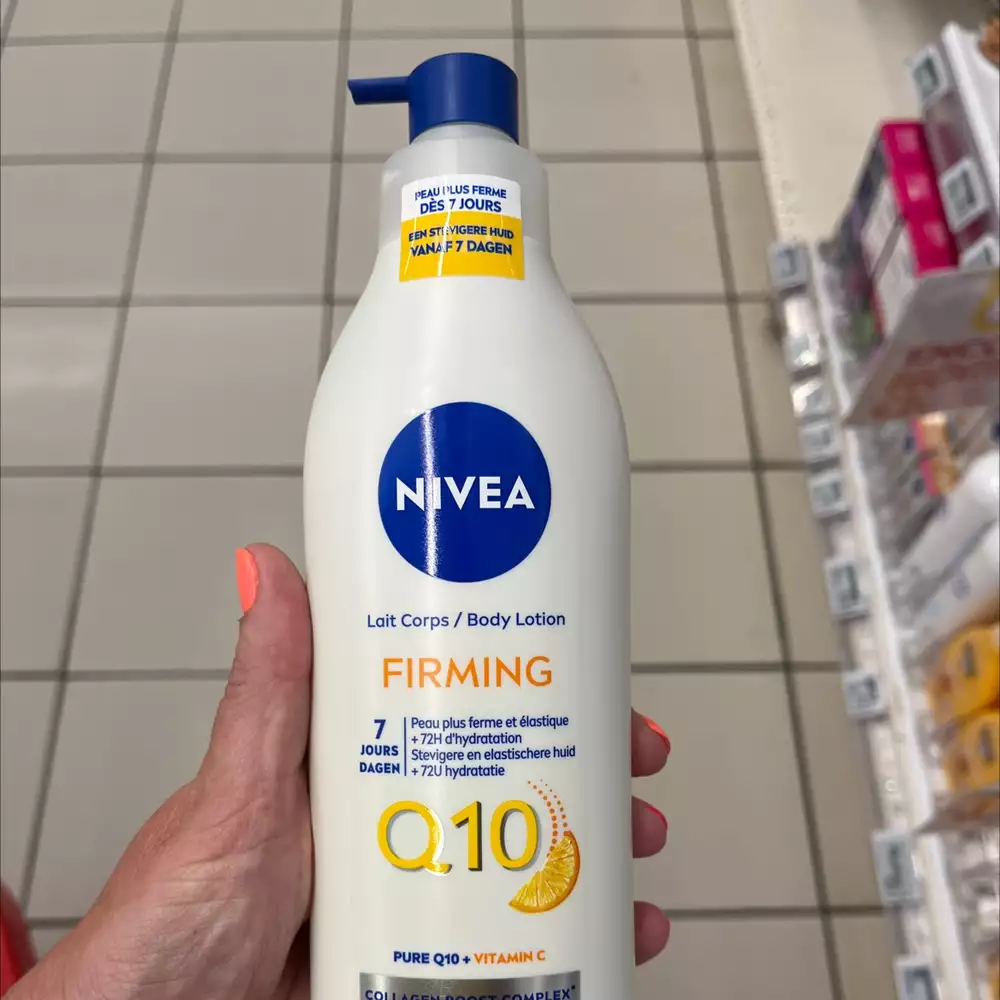 PEAU PLUS FERME
DÈS 7 JOURS
EEN STEVIGERE HUID
VANAF 7 DAGEN
NIVEA
Lait Corps / Body Lotion
FIRMING
7
JOURS
DAGEN
Peau plus ferme et élastique
+ 72H d'hydratation
Stevigere en elastischere huid
+ 72U hydratatie
Q10
PURE Q10 + VITAMIN C
COLLAGEN BOOST COMPLEX*